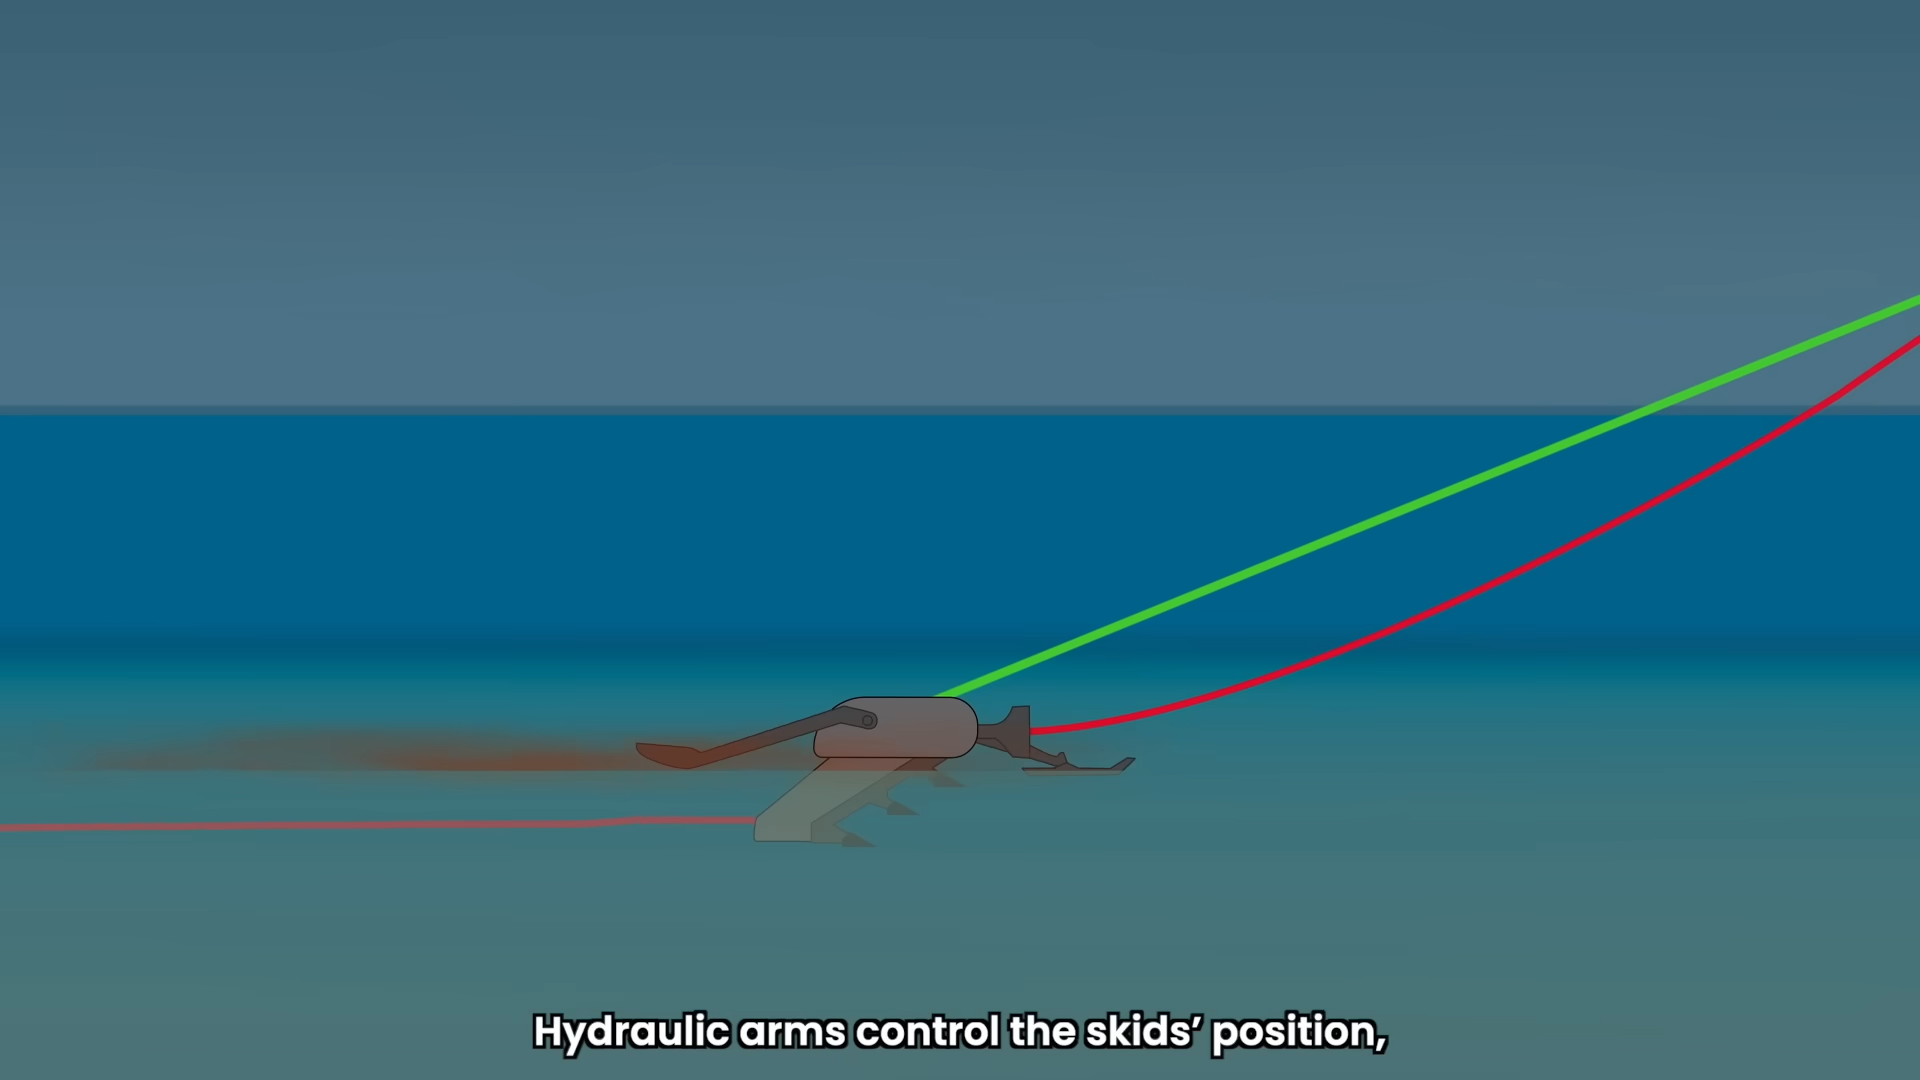 Hydraulic arms control the skids’ position,